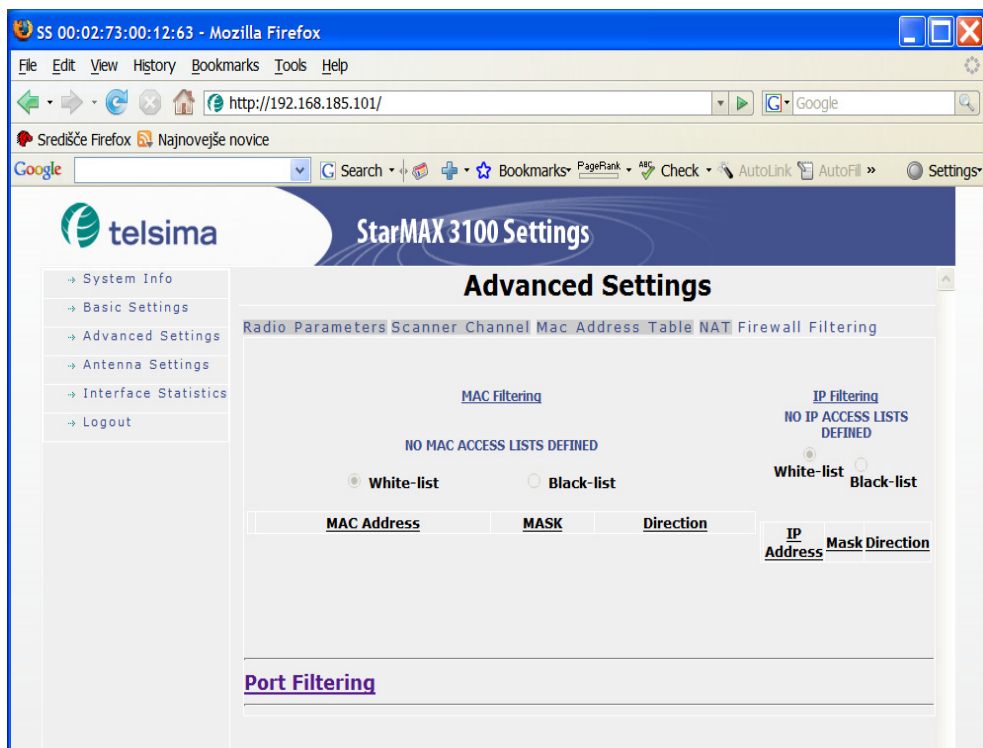 SS 00:02:73:00:12:63 - Mozilla Firefox
File Edit View History Bookmarks Tools Help
http://192.168.185.101/ G Google
Središče Firefox Najnovejše novice
Google G Search Bookmarks PageRank ABC Check AutoLink AutoFill » Settings
telsima StarMAX 3100 Settings
System Info
Basic Settings
Advanced Settings
Antenna Settings
Interface Statistics
Logout
Advanced Settings
Radio Parameters Scanner Channel Mac Address Table NAT Firewall Filtering
MAC Filtering
NO MAC ACCESS LISTS DEFINED
White-list Black-list
MAC Address MASK Direction
IP Filtering
NO IP ACCESS LISTS
DEFINED
White-list Black-list
IP Address Mask Direction
Port Filtering